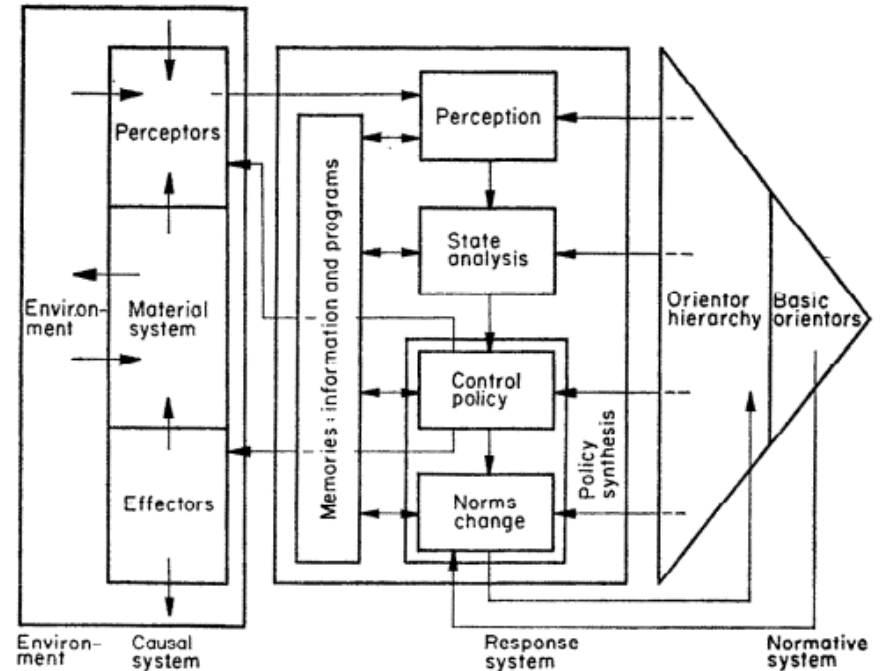 Perceptors
Environ-
ment
Material
system
Effectors
Memories: information and programs
Perception
State
analysis
Control
policy
Norms
change
Policy
synthesis
Orientor
hierarchy
Basic
orientors
Environ-
ment
Causal
system
Response
system
Normative
system